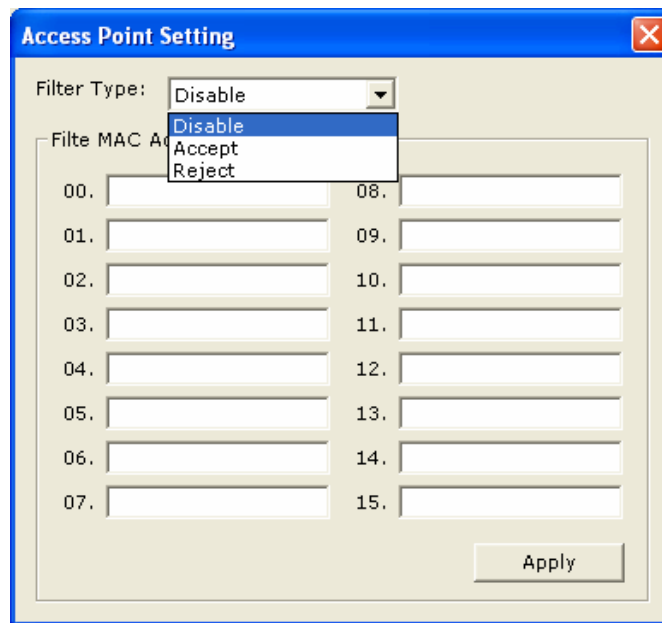 Access Point Setting
Filter Type: Disable
Disable
Accept
Reject
Filte MAC
00. 08.
01. 09.
02. 10.
03. 11.
04. 12.
05. 13.
06. 14.
07. 15.
Apply